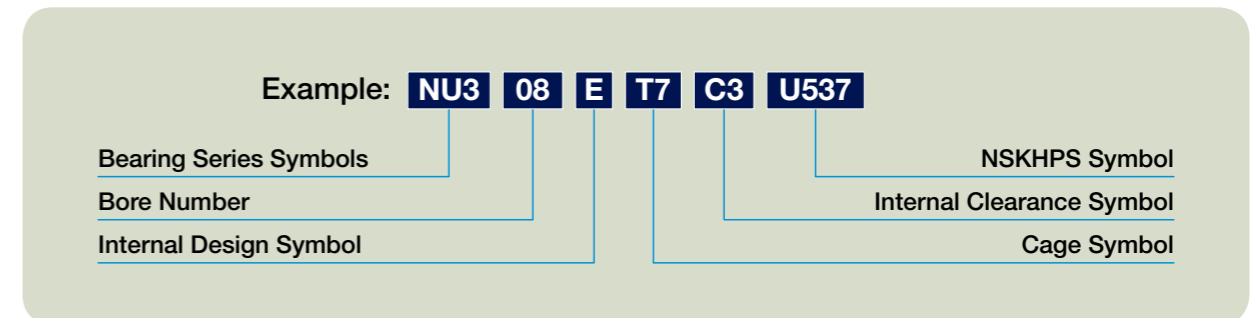 Example: NU3 08 E T7 C3 U537
Bearing Series Symbols NSKHPS Symbol
Bore Number Internal Clearance Symbol
Internal Design Symbol Cage Symbol